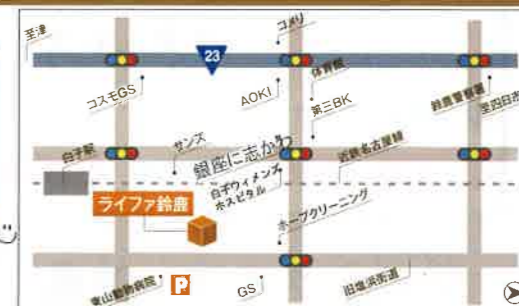 至津
コメリ
23
コスモGS
AOKI
体育館
鈴鹿警察署
至四日市
第三BK
白子駅
サンズ
銀座に志かわ
近鉄名古屋線
白子ウィメンズ
ホスピタル
ライファ鈴鹿
ホープクリーニング
東山動物病院
P
GS
旧塩浜街道